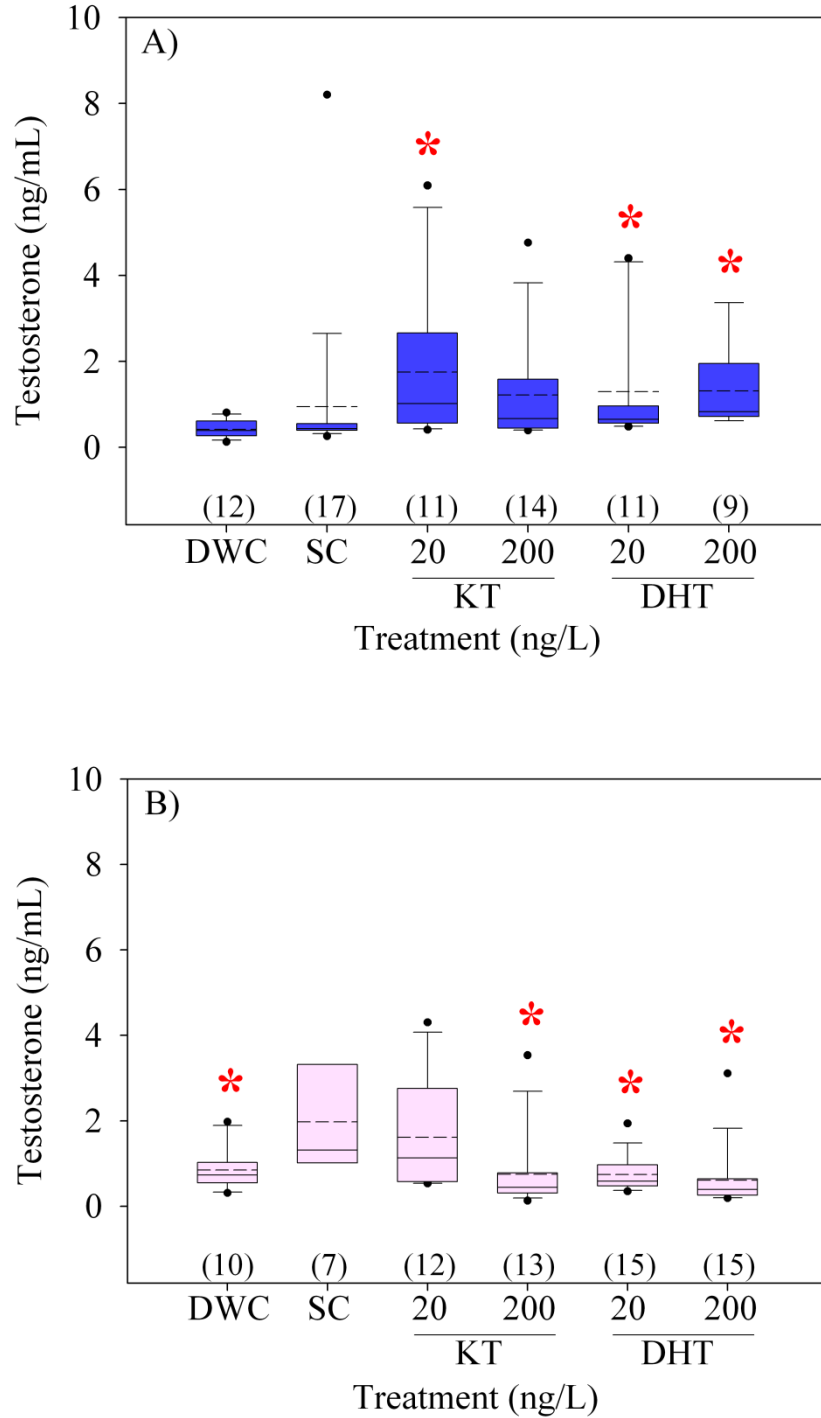 A)
Testosterone (ng/mL)
10
8
6
4
2
0
* * *
(12) (17) (11) (14) (11) (9)
DWC SC 20 200 20 200
KT DHT
Treatment (ng/L)
B)
Testosterone (ng/mL)
10
8
6
4
2
0
* * * *
(10) (7) (12) (13) (15) (15)
DWC SC 20 200 20 200
KT DHT
Treatment (ng/L)